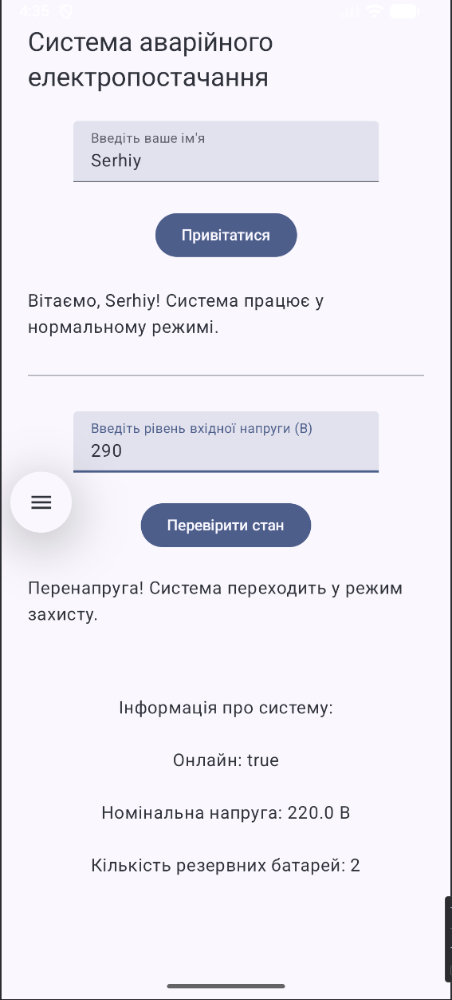 4:35
Система аварійного
електропостачання
Введіть ваше ім'я
Serhiy
Привітатися
Вітаємо, Serhiy! Система працює у
нормальному режимі.
Введіть рівень вхідної напруги (В)
290
Перевірити стан
Перенапруга! Система переходить у режим
захисту.
Інформація про систему:
Онлайн: true
Номінальна напруга: 220.0 В
Кількість резервних батарей: 2